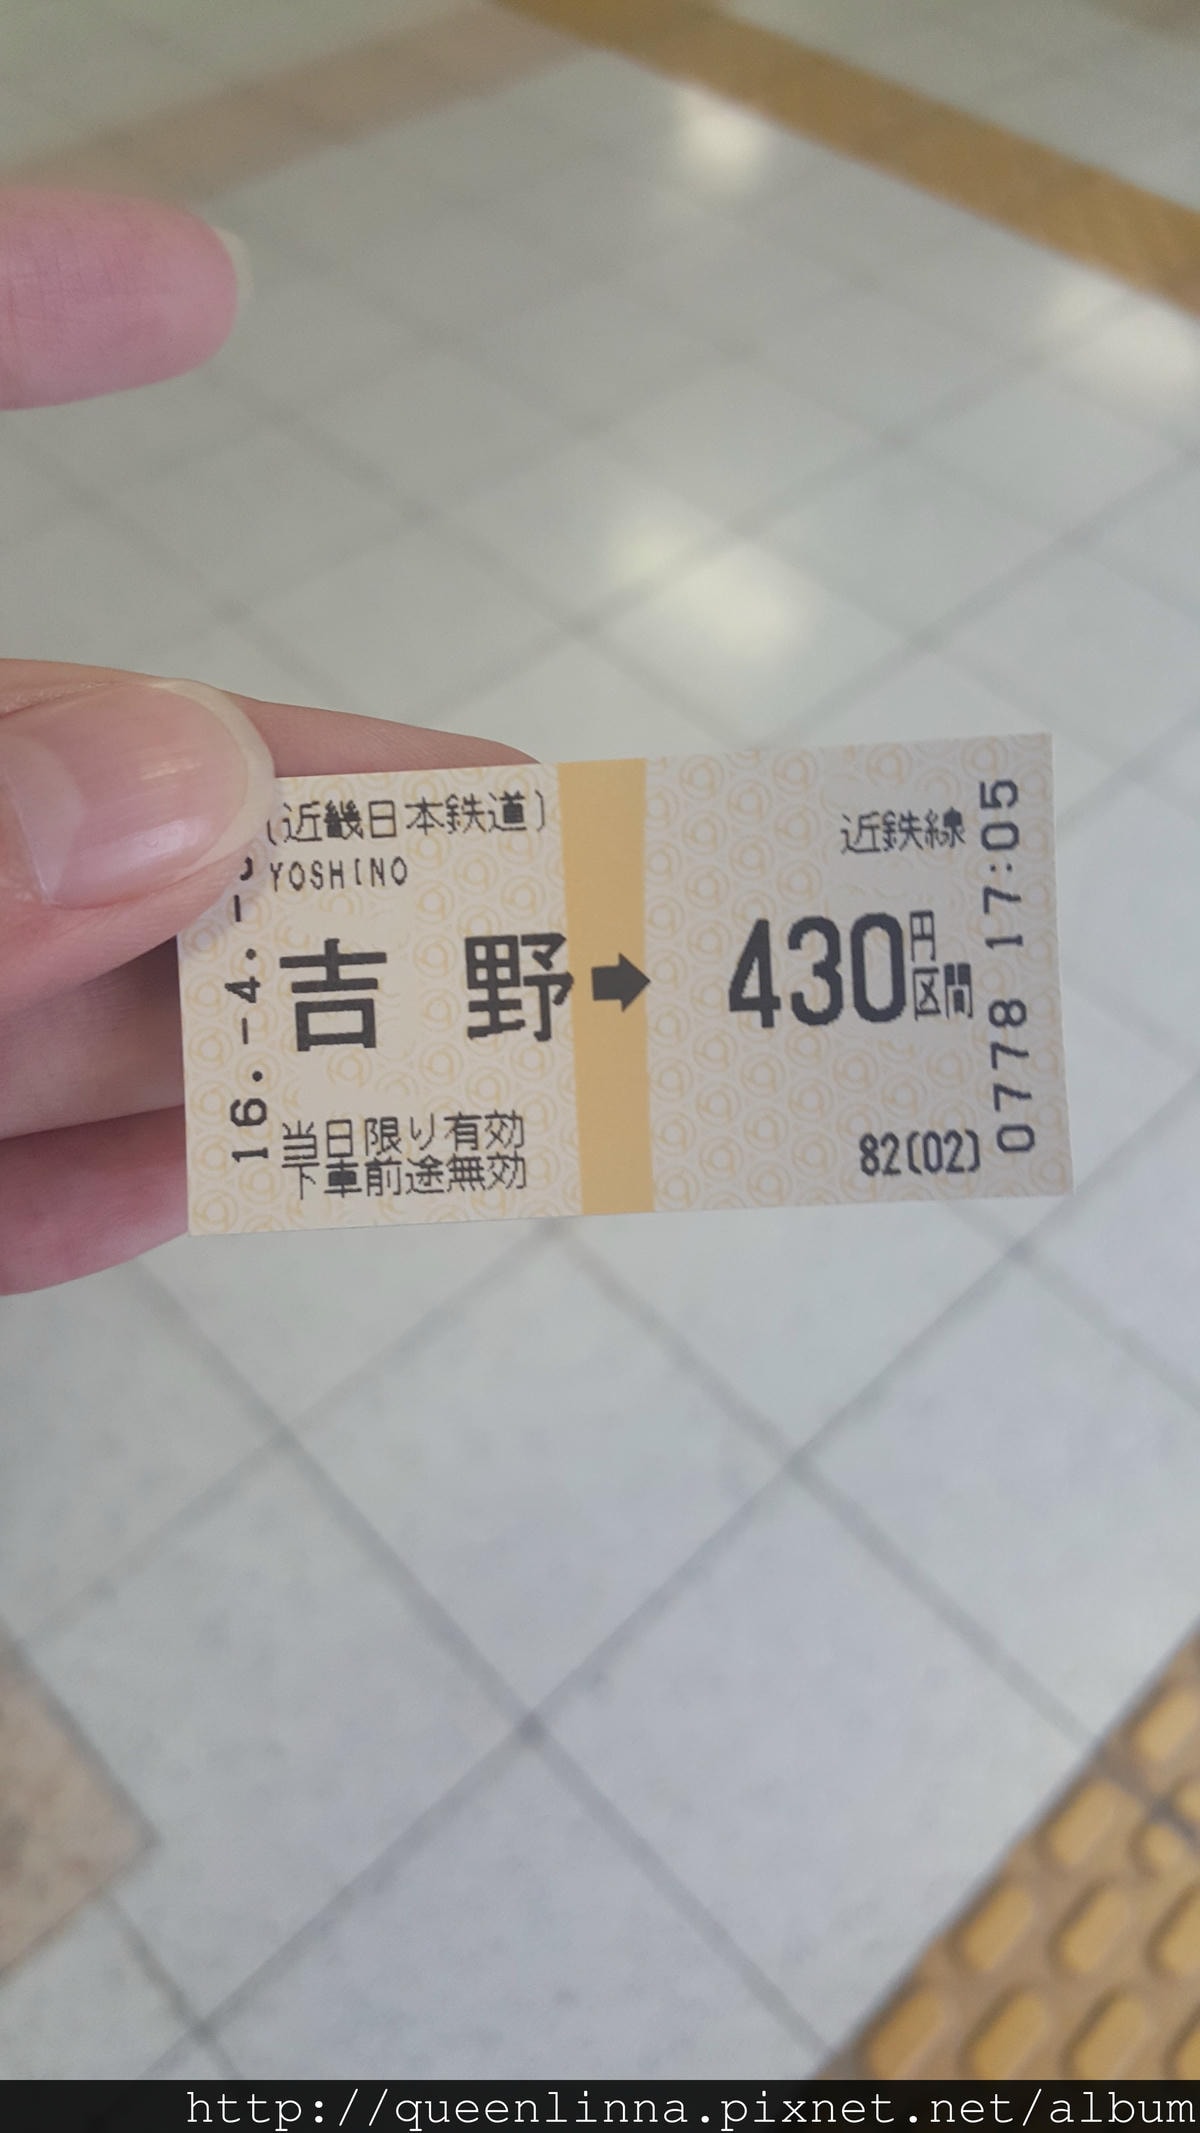 (近畿日本鉄道)
YOSHINO
吉野➡
近鉄線
430円区間
当日限り有効
下車前途無効
82(02)
16.-4.-
0778 17:05
http://queenlinna.pixnet.net/album